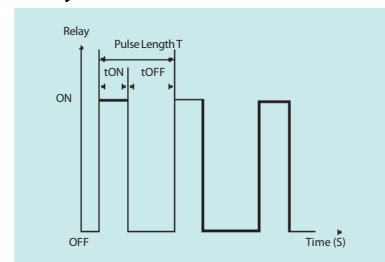 Relay
Pulse Length T
tON tOFF
ON
OFF
Time (S)